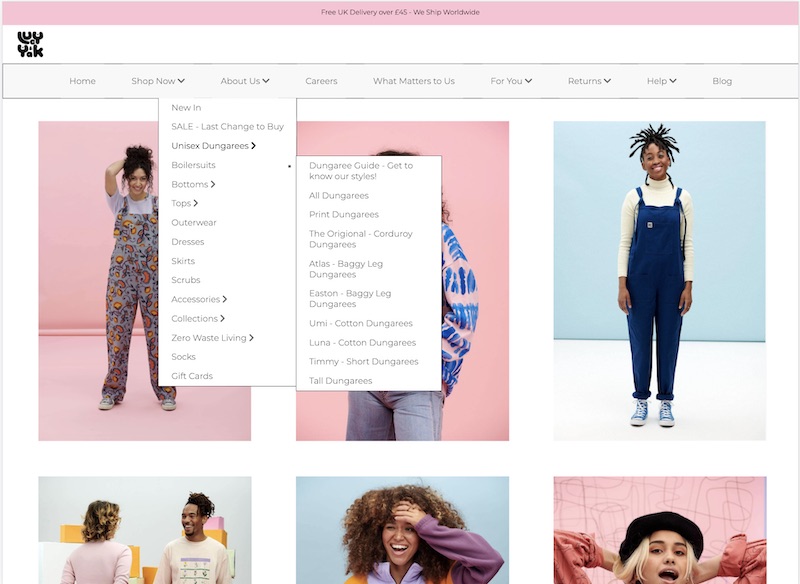 Free UK Delivery over £45 - We Ship Worldwide
Lucy & Yak
Home Shop Now About Us Careers What Matters to Us For You Returns Help Blog
New In
SALE - Last Change to Buy
Unisex Dungarees
Boilersuits
Bottoms
Tops
Outerwear
Dresses
Skirts
Scrubs
Accessories
Collections
Zero Waste Living
Socks
Gift Cards
Dungaree Guide - Get to
know our styles!
All Dungarees
Print Dungarees
The Origional - Corduroy
Dungarees
Atlas - Baggy Leg
Dungarees
Easton - Baggy Leg
Dungarees
Umi - Cotton Dungarees
Luna - Cotton Dungarees
Timmy - Short Dungarees
Tall Dungarees